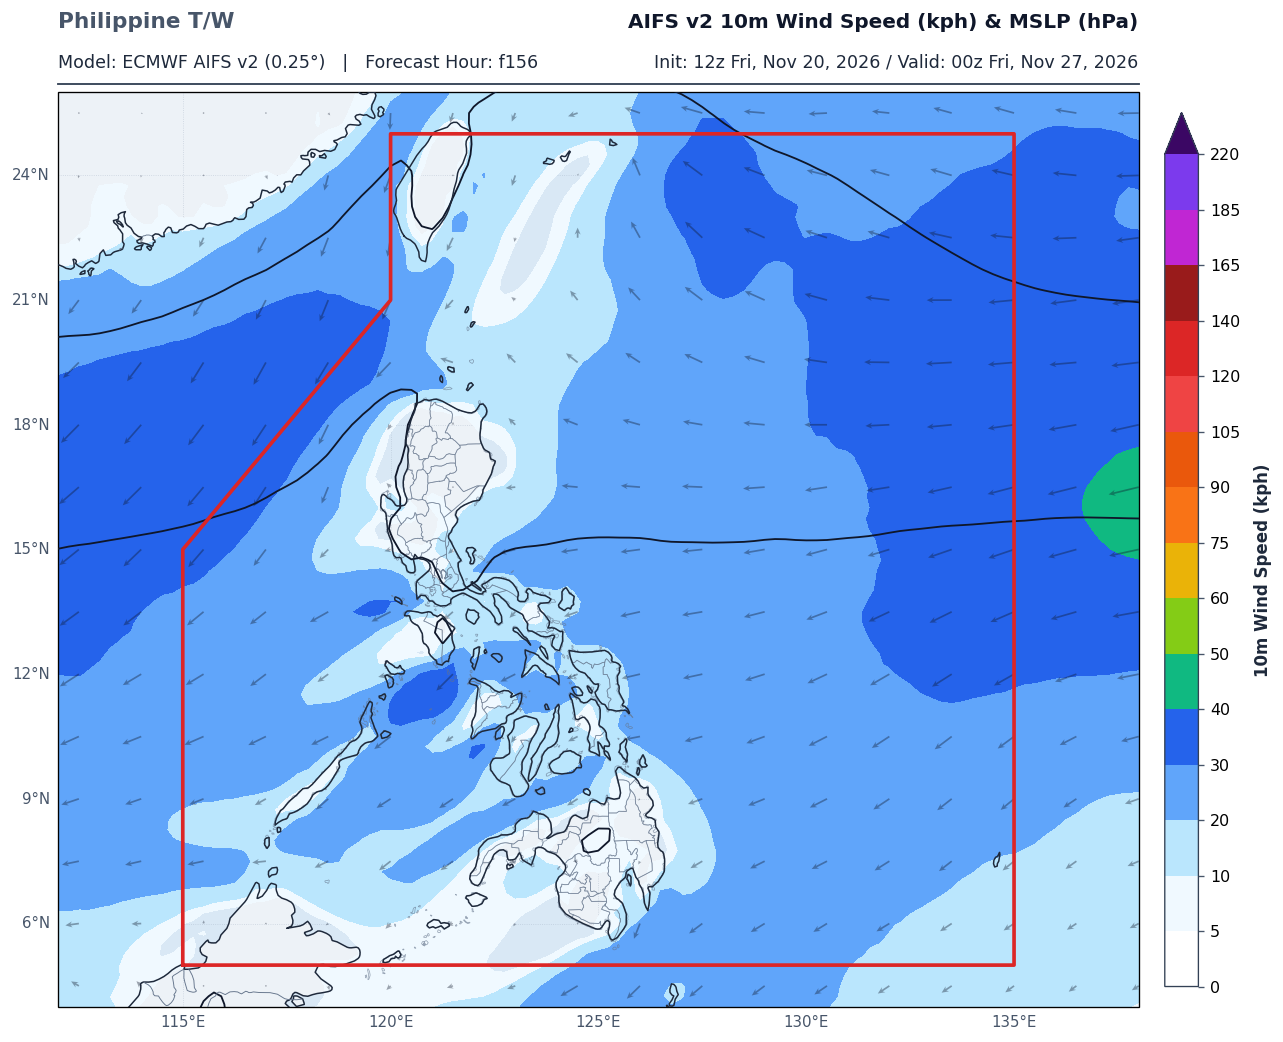 Philippine T/W
AIFS v2 10m Wind Speed (kph) & MSLP (hPa)
Model: ECMWF AIFS v2 (0.25°) | Forecast Hour: f156
Init: 12z Fri, Nov 20, 2026 / Valid: 00z Fri, Nov 27, 2026
24°N
21°N
18°N
15°N
12°N
9°N
6°N
115°E
120°E
125°E
130°E
135°E
220
185
165
140
120
105
90
75
60
50
40
30
20
10
5
0
10m Wind Speed (kph)